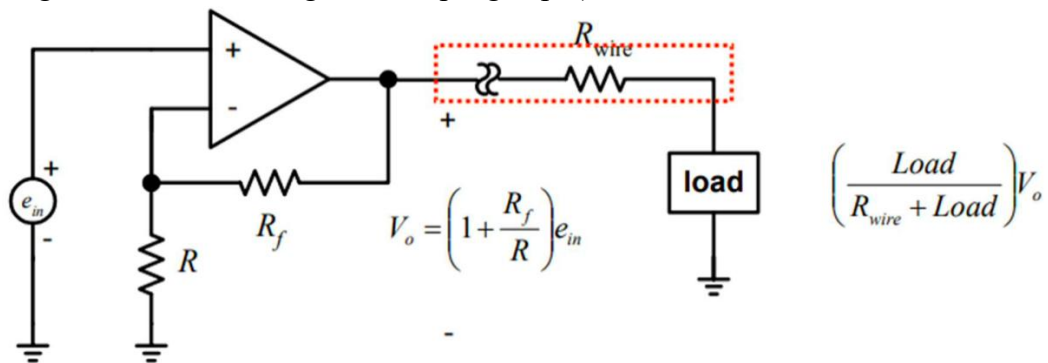 R_wire
+
-
+
+
e_in
-
R_f
R
V_o = (1 + R_f / R) e_in
-
load
(Load / (R_wire + Load)) V_o